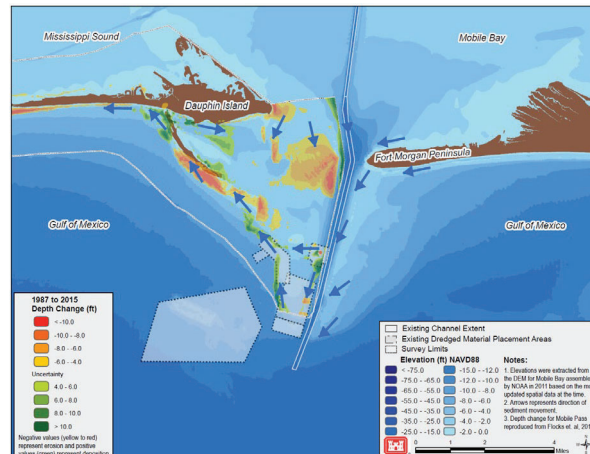 Mississippi Sound
Mobile Bay
Dauphin Island
Fort Morgan Peninsula
Gulf of Mexico
Gulf of Mexico
1987 to 2015
Depth Change (ft)
< -10.0
-10.0 - -8.0
-8.0 - -6.0
-6.0 - -4.0
Uncertainty
4.0 - 6.0
6.0 - 8.0
8.0 - 10.0
> 10.0
Negative values (yellow to red)
represent erosion and positive
values (green) represent deposition
Existing Channel Extent
Existing Dredged Material Placement Areas
Survey Limits
Elevation (ft) NAVD88
< -75.0
-75.0 - -65.0
-65.0 - -55.0
-55.0 - -45.0
-45.0 - -35.0
-35.0 - -25.0
-25.0 - -15.0
-15.0 - -12.0
-12.0 - -10.0
-10.0 - -8.0
-8.0 - -6.0
-6.0 - -4.0
-4.0 - -2.0
-2.0 - 0.0
Notes:
1. Elevations were extracted from
the DEM for Mobile Bay assemble
by NOAA in 2011 based on the mo
updated spatial data at the time.
2. Arrows represents direction of
sediment movement.
3. Depth change for Mobile Pass
reproduced from Flocks et. al, 201
0 1 2 4
Miles